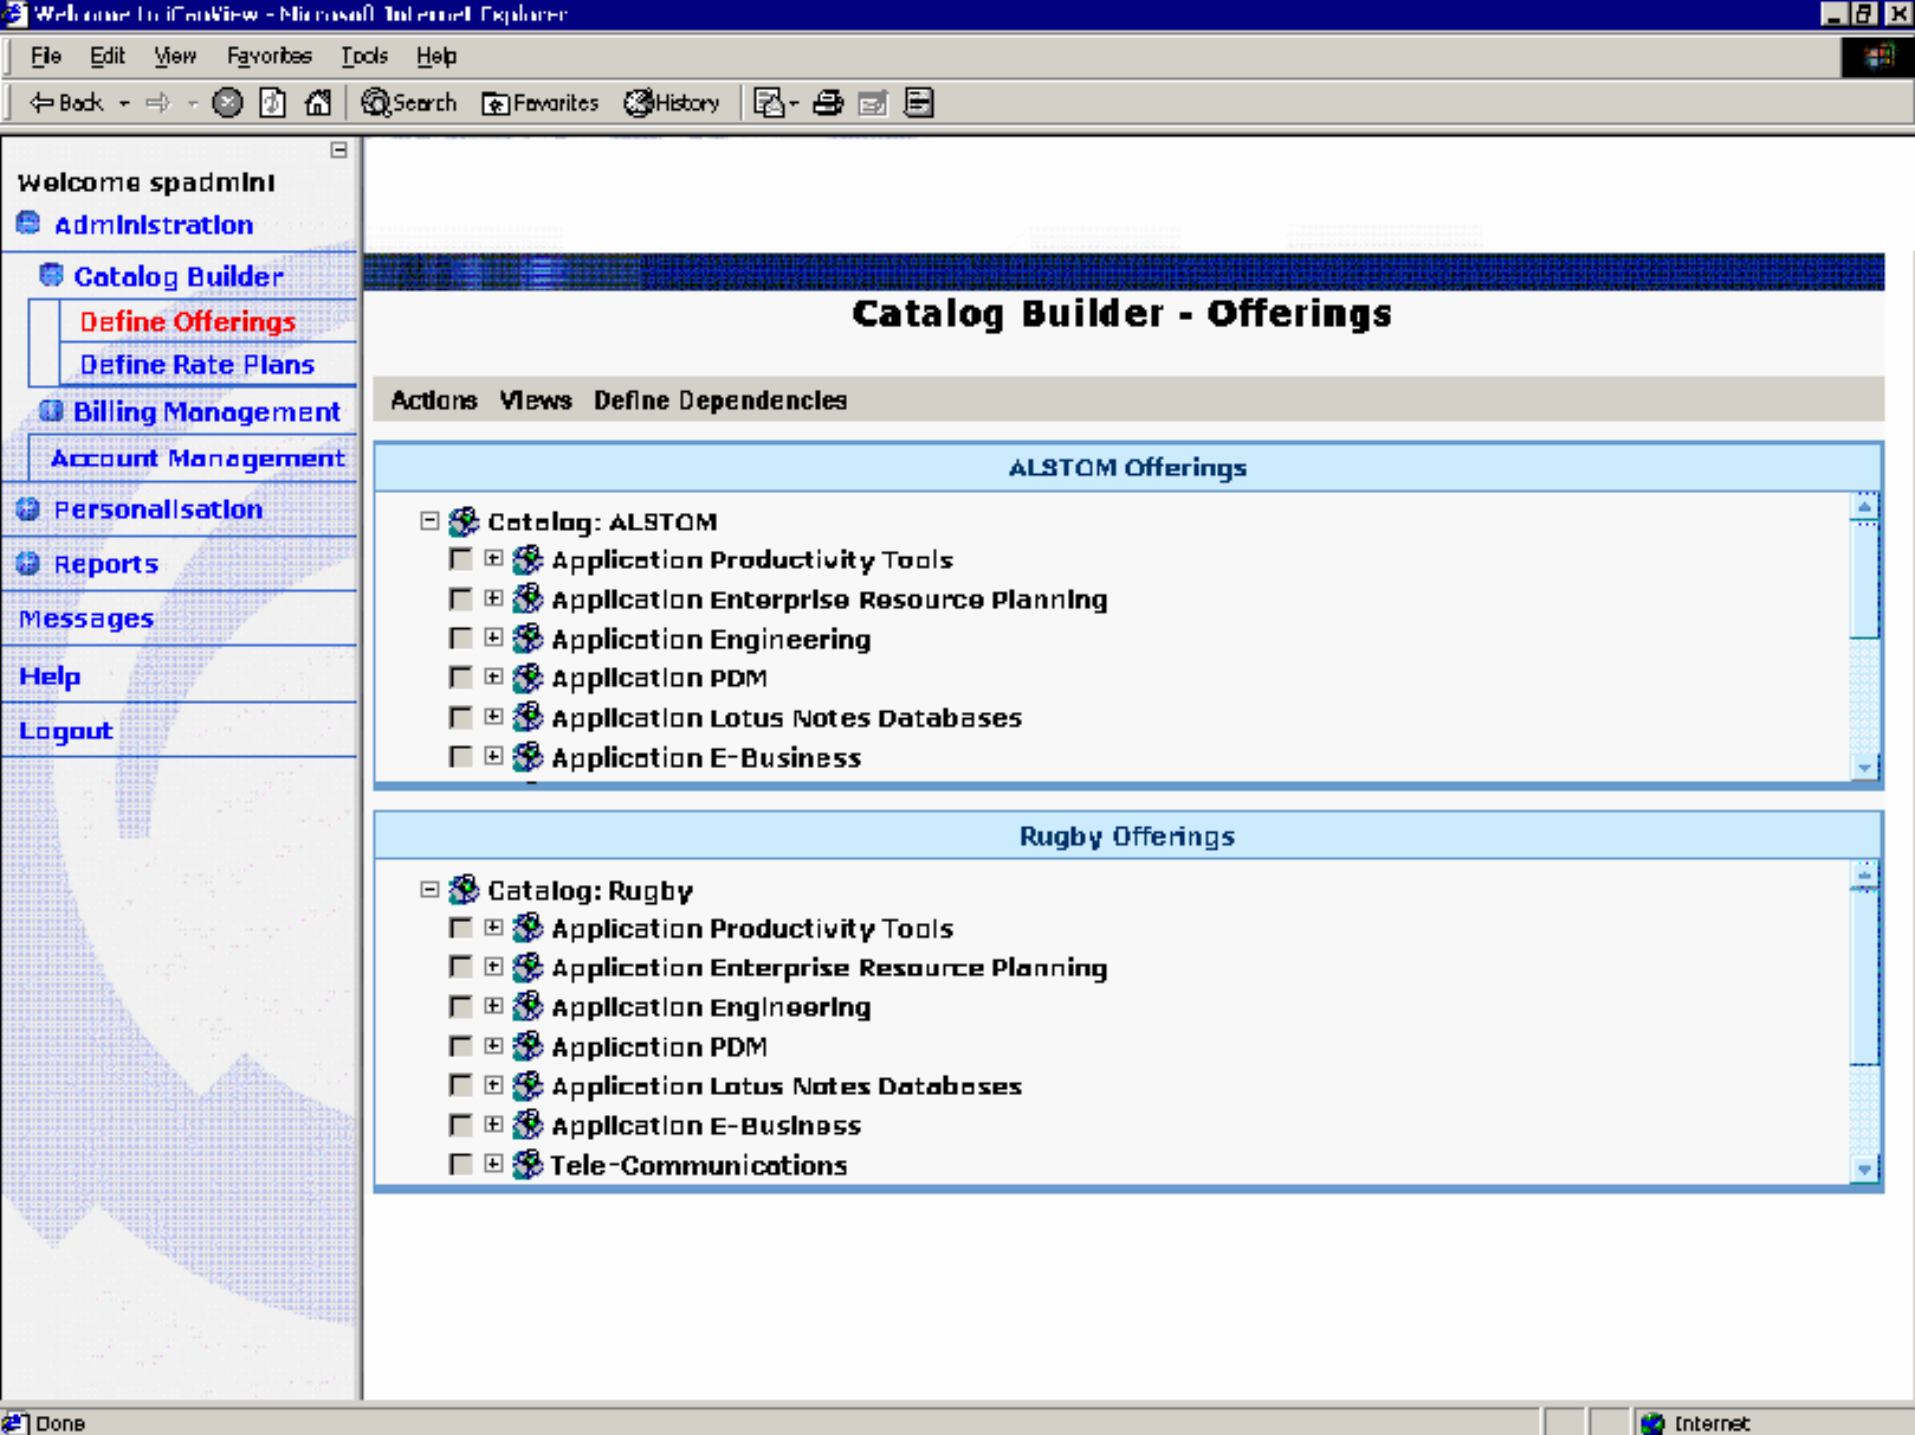 Welcome to iCanView - Microsoft Internet Explorer
File Edit View Favorites Tools Help
Back Search Favorites History
Welcome spadmin1
Administration
Catalog Builder
Define Offerings
Define Rate Plans
Billing Management
Account Management
Personalisation
Reports
Messages
Help
Logout
Catalog Builder - Offerings
Actions Views Define Dependencies
ALSTOM Offerings
Catalog: ALSTOM
Application Productivity Tools
Application Enterprise Resource Planning
Application Engineering
Application PDM
Application Lotus Notes Databases
Application E-Business
Rugby Offerings
Catalog: Rugby
Application Productivity Tools
Application Enterprise Resource Planning
Application Engineering
Application PDM
Application Lotus Notes Databases
Application E-Business
Tele-Communications
Done
Internet